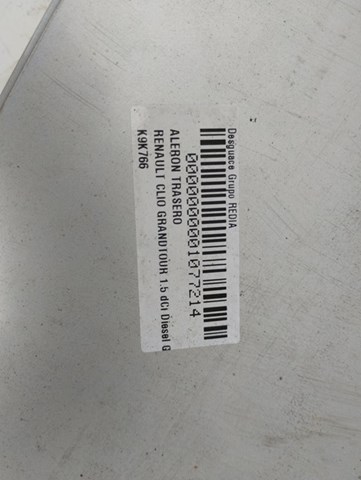 Desguace Grupo REDIA
0000000001077214
ALERON TRASERO
RENAULT CLIO GRANDTOUR 1.5 dCi Diesel G
K9K766